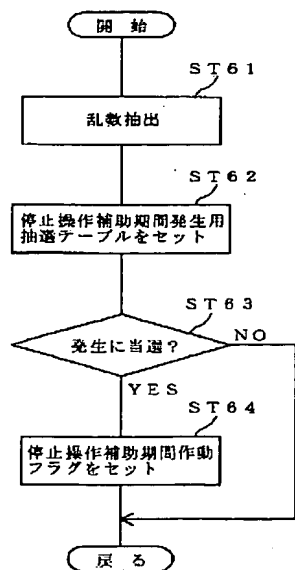 開 始
ST61
乱数抽出
ST62
停止操作補助期間発生用
抽選テーブルをセット
ST63
発生に当選?
NO
YES
ST64
停止操作補助期間作動
フラグをセット
戻 る